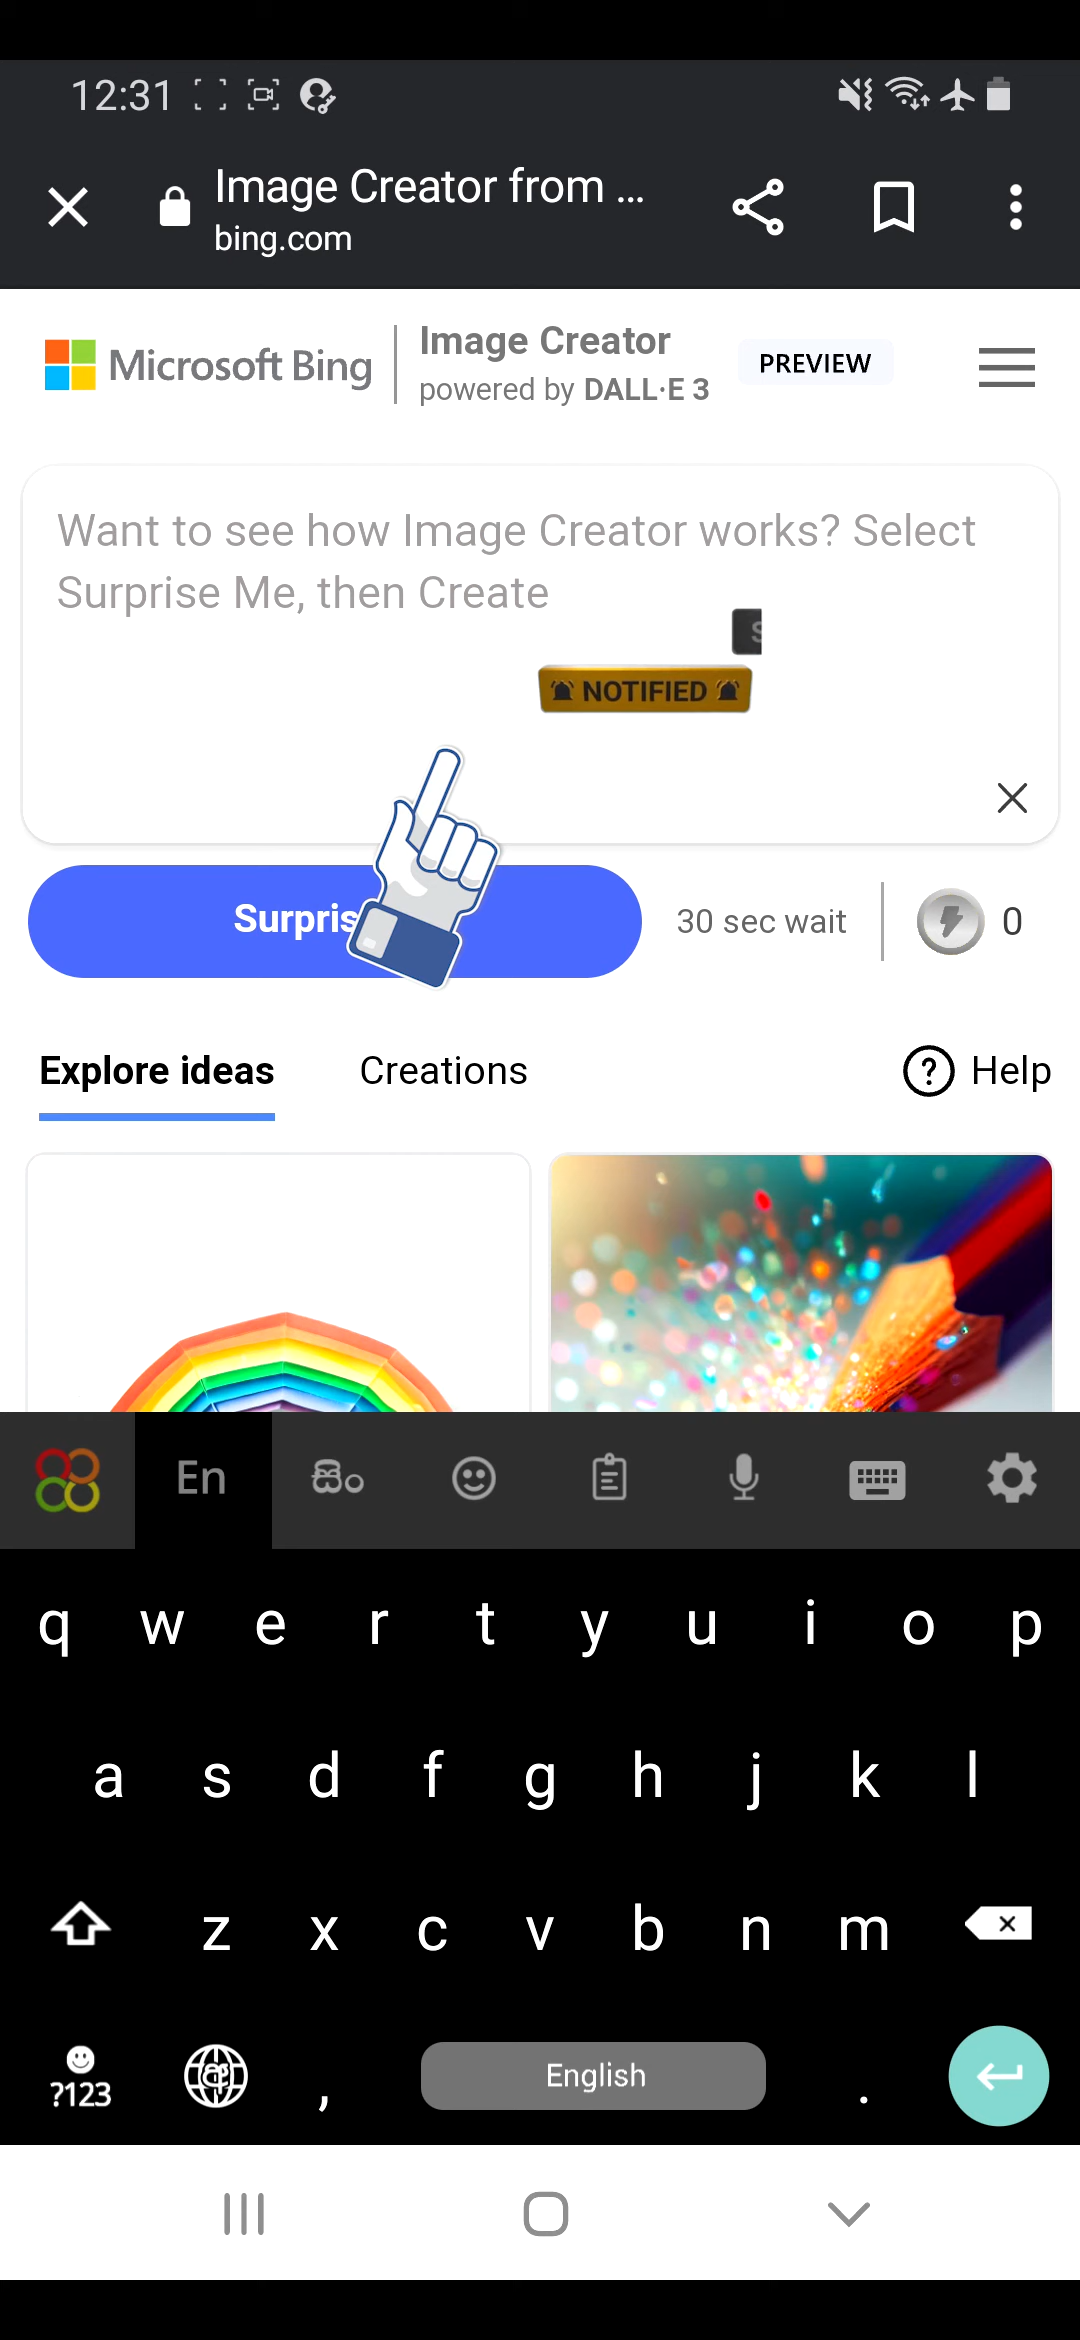 12:31
Image Creator from ...
bing.com
Microsoft Bing
Image Creator
powered by DALL·E 3
PREVIEW
Want to see how Image Creator works? Select
Surprise Me, then Create
NOTIFIED
30 sec wait
0
Explore ideas
Creations
Help
En
සිං
q w e r t y u i o p
a s d f g h j k l
z x c v b n m
?123
අ
,
English
.